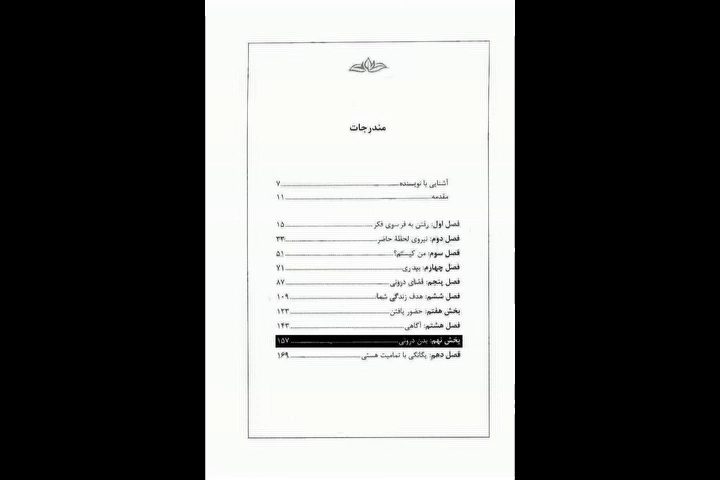 مندرجات
آشنایی با نویسنده ۷
مقدمه ۱۱
فصل اول: رفتن به فراسوی فکر ۱۵
فصل دوم: نیروی لحظهٔ حاضر ۳۳
فصل سوم: من کیستم؟ ۵۱
فصل چهارم: بیداری ۷۱
فصل پنجم: فضای درونی ۸۷
فصل ششم: هدف زندگی شما ۱۰۹
بخش هفتم: حضور یافتن ۱۲۳
فصل هشتم: آگاهی ۱۴۳
بخش نهم: بدن درونی ۱۵۷
فصل دهم: یگانگی با تمامیت هستی ۱۶۹